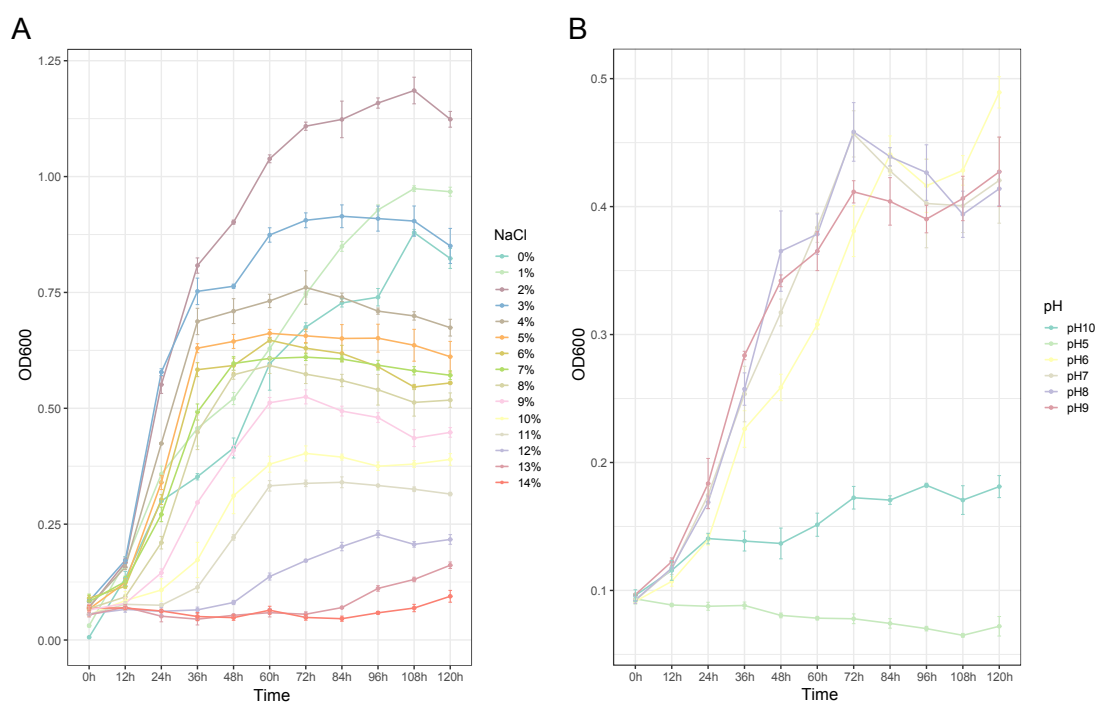 A
B
1.25
1.00
0.75
0.50
0.25
0.00
OD600
0h 12h 24h 36h 48h 60h 72h 84h 96h 108h 120h
Time
NaCl
0%
1%
2%
3%
4%
5%
6%
7%
8%
9%
10%
11%
12%
13%
14%
0.5
0.4
0.3
0.2
0.1
OD600
0h 12h 24h 36h 48h 60h 72h 84h 96h 108h 120h
Time
pH
pH10
pH5
pH6
pH7
pH8
pH9